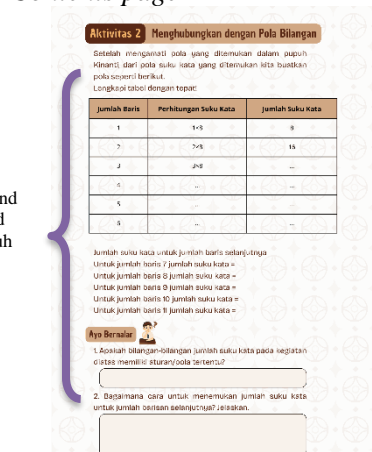 nd
d
uh
Aktivitas 2 Menghubungkan dengan Pola Bilangan
Setelah mengamati pola yang ditemukan dalam pupuh
Kinanti, dari pola suku kata yang ditemukan kita buatkan
pola seperti berikut.
Lengkapi tabel dengan tepat!
Jumlah Baris Perhitungan Suku Kata Jumlah Suku Kata
1 1×8 8
2 2×8 16
3 3×8 ...
4 ... ...
5 ... ...
6 ... ...
Jumlah suku kata untuk jumlah baris selanjutnya
Untuk jumlah baris 7 jumlah suku kata =
Untuk jumlah baris 8 jumlah suku kata =
Untuk jumlah baris 9 jumlah suku kata =
Untuk jumlah baris 10 jumlah suku kata =
Untuk jumlah baris 11 jumlah suku kata =
Ayo Bernalar
1. Apakah bilangan-bilangan jumlah suku kata pada kegiatan
diatas memiliki aturan/pola tertentu?
2. Bagaimana cara untuk menemukan jumlah suku kata
untuk jumlah barisan selanjutnya? Jelaskan.